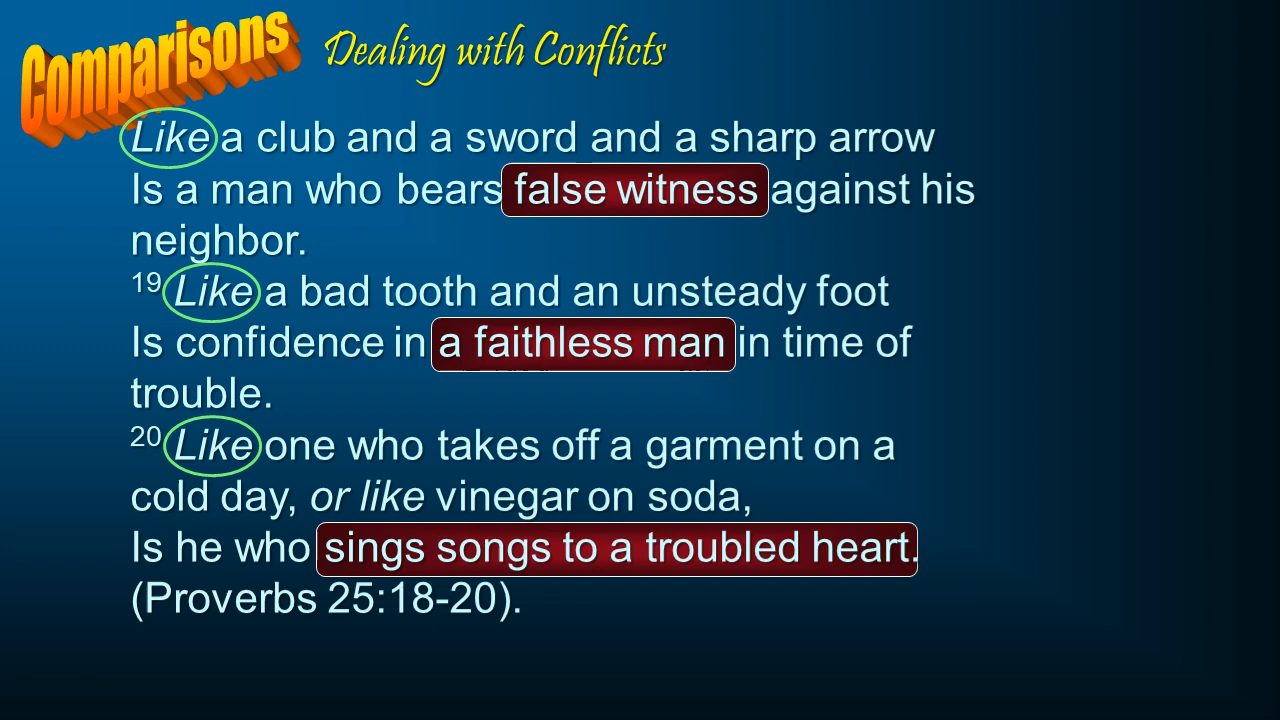 Comparisons
Dealing with Conflicts
Like a club and a sword and a sharp arrow
Is a man who bears false witness against his
neighbor.
19 Like a bad tooth and an unsteady foot
Is confidence in a faithless man in time of
trouble.
20 Like one who takes off a garment on a
cold day, or like vinegar on soda,
Is he who sings songs to a troubled heart.
(Proverbs 25:18-20).